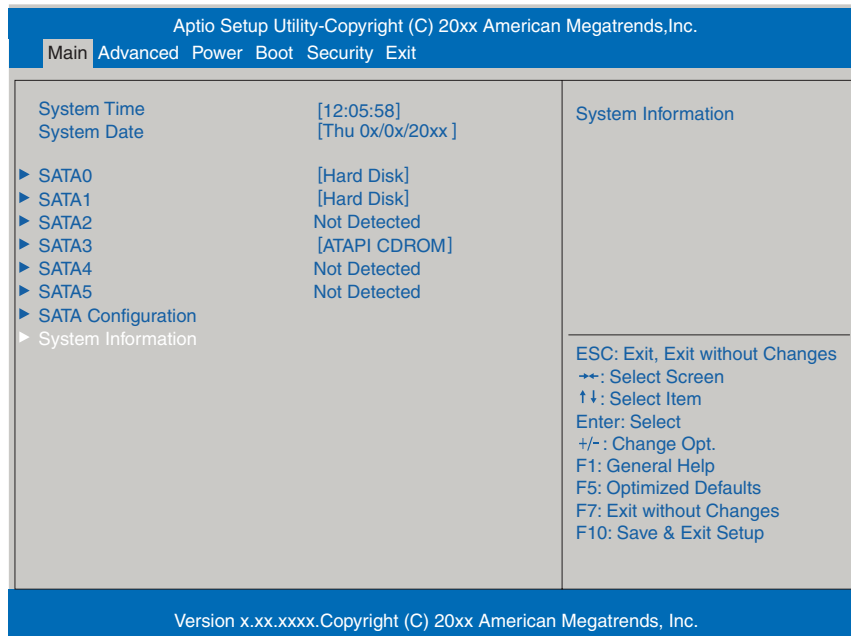 Aptio Setup Utility-Copyright (C) 20xx American Megatrends,Inc.
Main Advanced Power Boot Security Exit
System Time [12:05:58]
System Date [Thu 0x/0x/20xx ]
SATA0 [Hard Disk]
SATA1 [Hard Disk]
SATA2 Not Detected
SATA3 [ATAPI CDROM]
SATA4 Not Detected
SATA5 Not Detected
SATA Configuration
System Information
System Information
ESC: Exit, Exit without Changes
→←: Select Screen
↑↓: Select Item
Enter: Select
+/- : Change Opt.
F1: General Help
F5: Optimized Defaults
F7: Exit without Changes
F10: Save & Exit Setup
Version x.xx.xxxx.Copyright (C) 20xx American Megatrends, Inc.